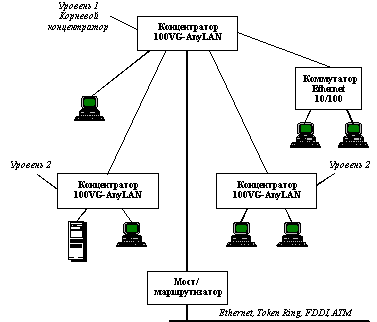 Уровень 1
Корневой
концентратор
Концентратор
100VG-AnyLAN
Коммутатор
Ethernet
10/100
Уровень 2
Концентратор
100VG-AnyLAN
Концентратор
100VG-AnyLAN
Уровень 2
Мост/
маршрутизатор
Ethernet, Token Ring, FDDI, ATM